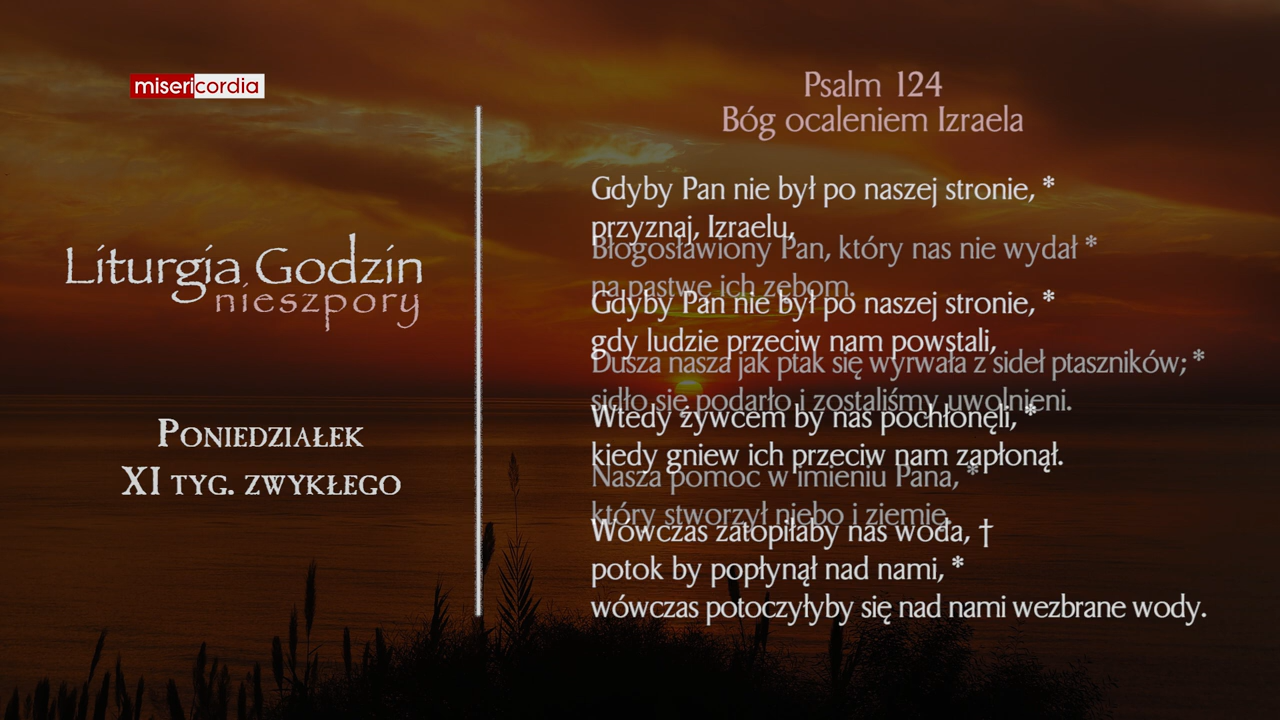 misericordia
Liturgia Godzin
nieszpory
Poniedziałek
XI tyg. zwykłego
Psalm 124
Bóg ocaleniem Izraela
Gdyby Pan nie był po naszej stronie, *
przyznaj, Izraelu,
Błogosławiony Pan, który nas nie wydał *
na pastwę ich zębom.
Gdyby Pan nie był po naszej stronie, *
gdy ludzie przeciw nam powstali,
Dusza nasza jak ptak się wyrwała z sideł ptaszników; *
sidło się podarło i zostaliśmy uwolnieni.
Wtedy żywcem by nas pochłonęli, *
kiedy gniew ich przeciw nam zapłonął.
Nasza pomoc w imieniu Pana, *
który stworzył niebo i ziemię.
Wówczas zatopiłaby nas woda, †
potok by popłynął nad nami, *
wówczas potoczyłyby się nad nami wezbrane wody.